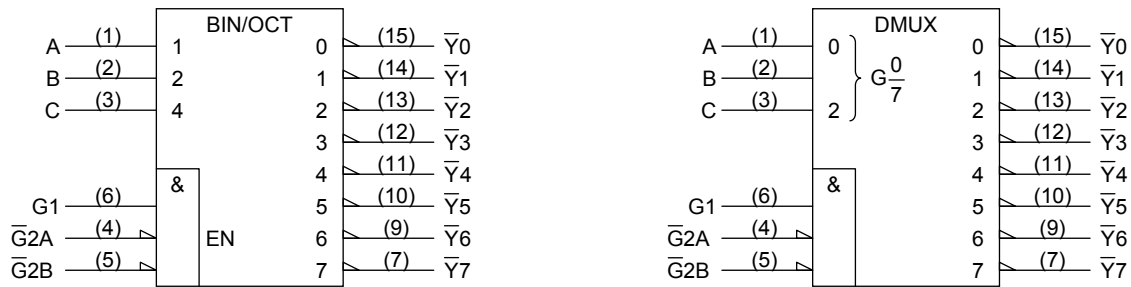 BIN/OCT
A (1) 1 0 (15) Y̅0
B (2) 2 1 (14) Y̅1
C (3) 4 2 (13) Y̅2
3 (12) Y̅3
& 4 (11) Y̅4
G1 (6) 5 (10) Y̅5
G̅2A (4) EN 6 (9) Y̅6
G̅2B (5) 7 (7) Y̅7
DMUX
A (1) 0 0 (15) Y̅0
B (2) G 0/7 1 (14) Y̅1
C (3) 2 2 (13) Y̅2
3 (12) Y̅3
& 4 (11) Y̅4
G1 (6) 5 (10) Y̅5
G̅2A (4) 6 (9) Y̅6
G̅2B (5) 7 (7) Y̅7